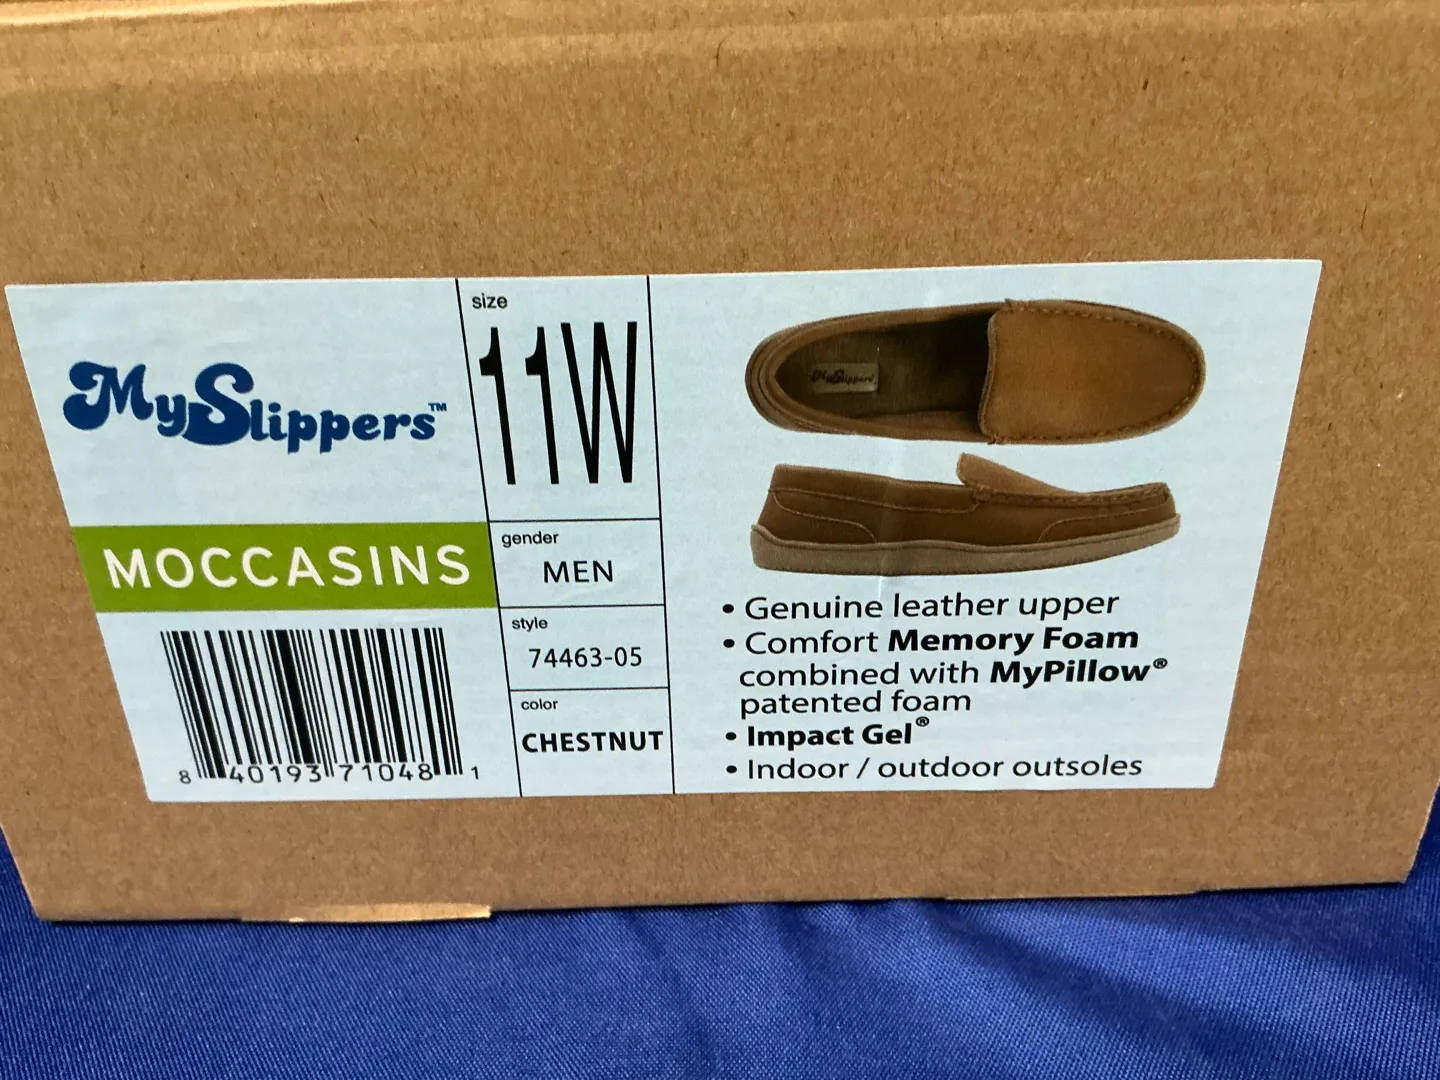 MySlippers™
MOCCASINS
8 40193 71048 1
size
11W
gender
MEN
style
74463-05
color
CHESTNUT
MySlippers
• Genuine leather upper
• Comfort Memory Foam
combined with MyPillow®
patented foam
• Impact Gel®
• Indoor / outdoor outsoles